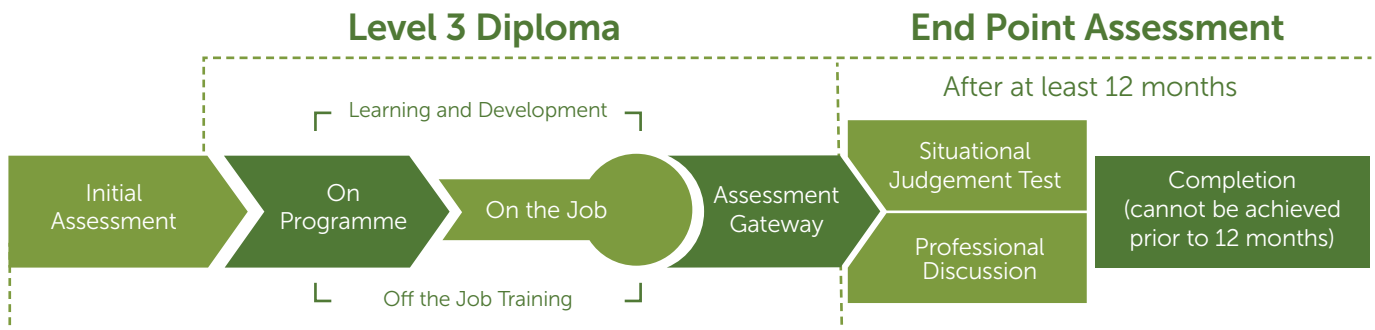 Level 3 Diploma
End Point Assessment
After at least 12 months
Learning and Development
Initial
Assessment
On
Programme
On the Job
Assessment
Gateway
Situational
Judgement Test
Professional
Discussion
Completion
(cannot be achieved
prior to 12 months)
Off the Job Training